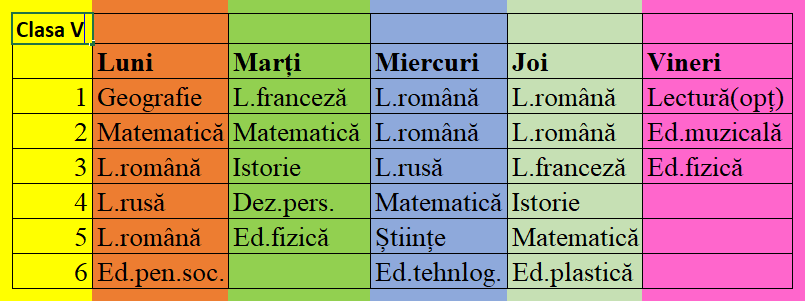 Clasa V
Luni Marți Miercuri Joi Vineri
1 Geografie L.franceză L.română L.română Lectură(opț)
2 Matematică Matematică L.română L.română Ed.muzicală
3 L.română Istorie L.rusă L.franceză Ed.fizică
4 L.rusă Dez.pers. Matematică Istorie
5 L.română Ed.fizică Științe Matematică
6 Ed.pen.soc. Ed.tehnlog. Ed.plastică